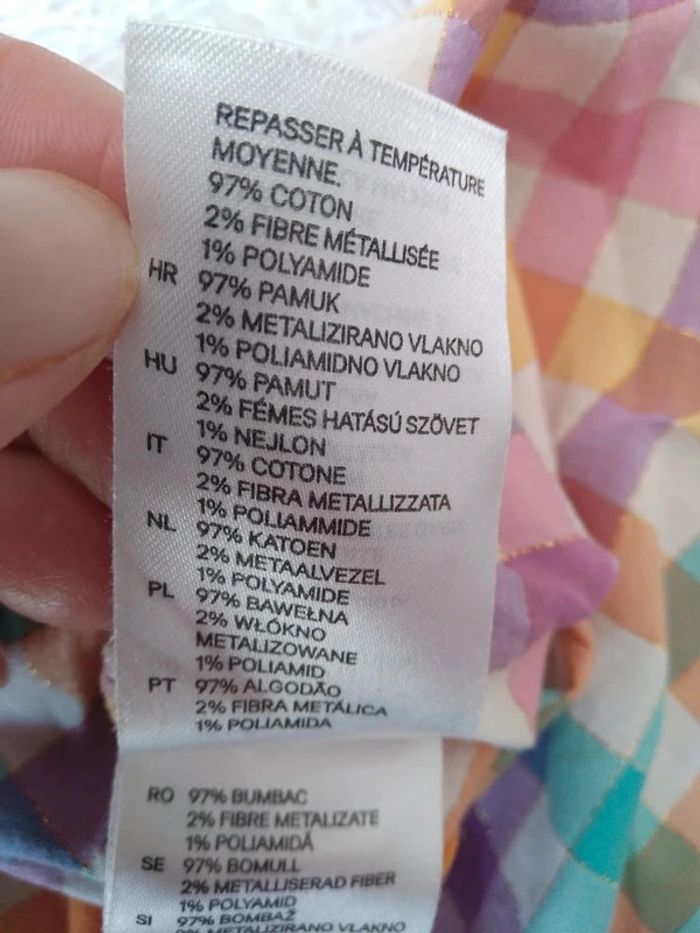 REPASSER À TEMPÉRATURE
MOYENNE.
97% COTON
2% FIBRE MÉTALLISÉE
1% POLYAMIDE
HR 97% PAMUK
2% METALIZIRANO VLAKNO
1% POLIAMIDNO VLAKNO
HU 97% PAMUT
2% FÉMES HATÁSÚ SZÖVET
1% NEJLON
IT 97% COTONE
2% FIBRA METALLIZZATA
1% POLIAMMIDE
NL 97% KATOEN
2% METAALVEZEL
1% POLYAMIDE
PL 97% BAWEŁNA
2% WŁÓKNO
METALIZOWANE
1% POLIAMID
PT 97% ALGODÃO
2% FIBRA METÁLICA
1% POLIAMIDA
RO 97% BUMBAC
2% FIBRE METALIZATE
1% POLIAMIDĂ
SE 97% BOMULL
2% METALLISERAD FIBER
1% POLYAMID
SI 97% BOMBAŽ
2% METALIZIRANO VLAKNO